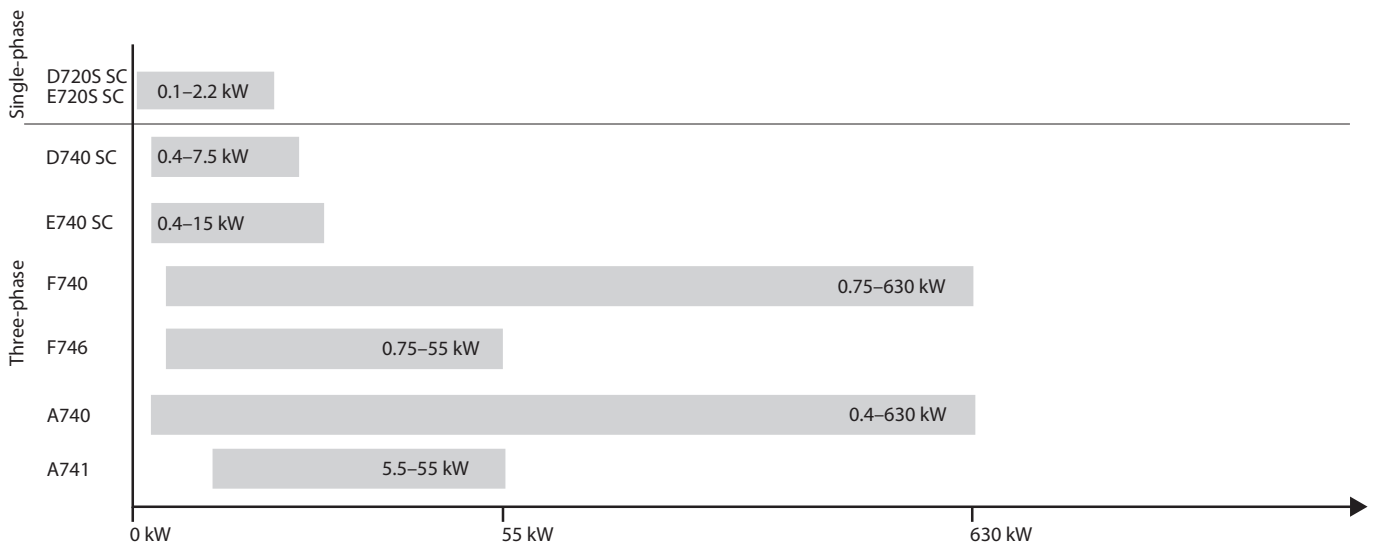 Single-phase
D720S SC
E720S SC
0.1–2.2 kW
Three-phase
D740 SC
0.4–7.5 kW
E740 SC
0.4–15 kW
F740
0.75–630 kW
F746
0.75–55 kW
A740
0.4–630 kW
A741
5.5–55 kW
0 kW
55 kW
630 kW